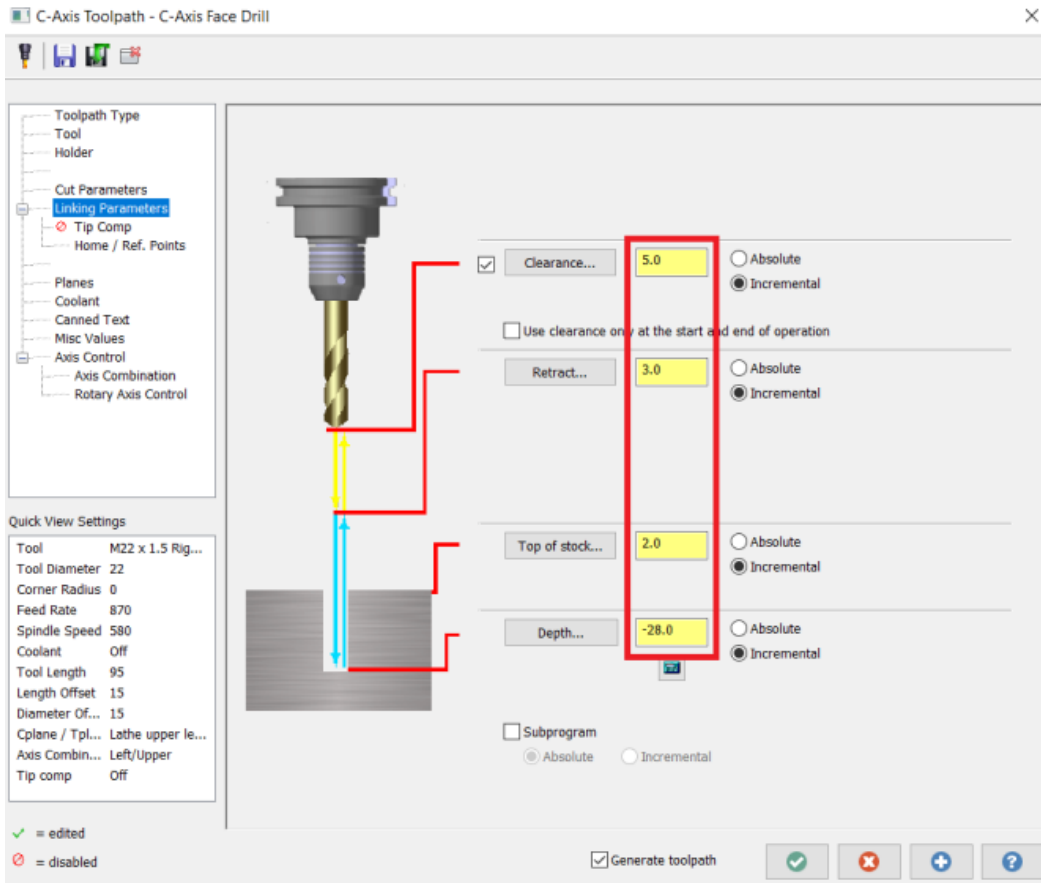 C-Axis Toolpath - C-Axis Face Drill
Toolpath Type
Tool
Holder
Cut Parameters
Linking Parameters
Tip Comp
Home / Ref. Points
Planes
Coolant
Canned Text
Misc Values
Axis Control
Axis Combination
Rotary Axis Control
Quick View Settings
Tool M22 x 1.5 Rig...
Tool Diameter 22
Corner Radius 0
Feed Rate 870
Spindle Speed 580
Coolant Off
Tool Length 95
Length Offset 15
Diameter Of... 15
Cplane / Tpl... Lathe upper le...
Axis Combin... Left/Upper
Tip comp Off
= edited
= disabled
Clearance... 5.0 Absolute
Incremental
Use clearance only at the start and end of operation
Retract... 3.0 Absolute
Incremental
Top of stock... 2.0 Absolute
Incremental
Depth... -28.0 Absolute
Incremental
Subprogram
Absolute Incremental
Generate toolpath